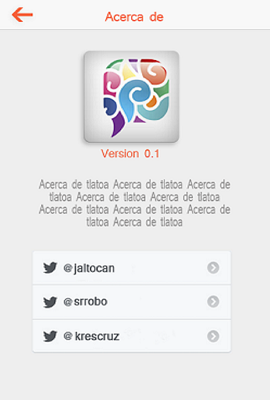 Acerca de
Version 0.1
Acerca de tlatoa Acerca de tlatoa Acerca de
tlatoa Acerca de tlatoa Acerca de tlatoa
Acerca de tlatoa Acerca de tlatoa Acerca de
tlatoa Acerca de tlatoa
@jaltocan
@srrobo
@krescruz